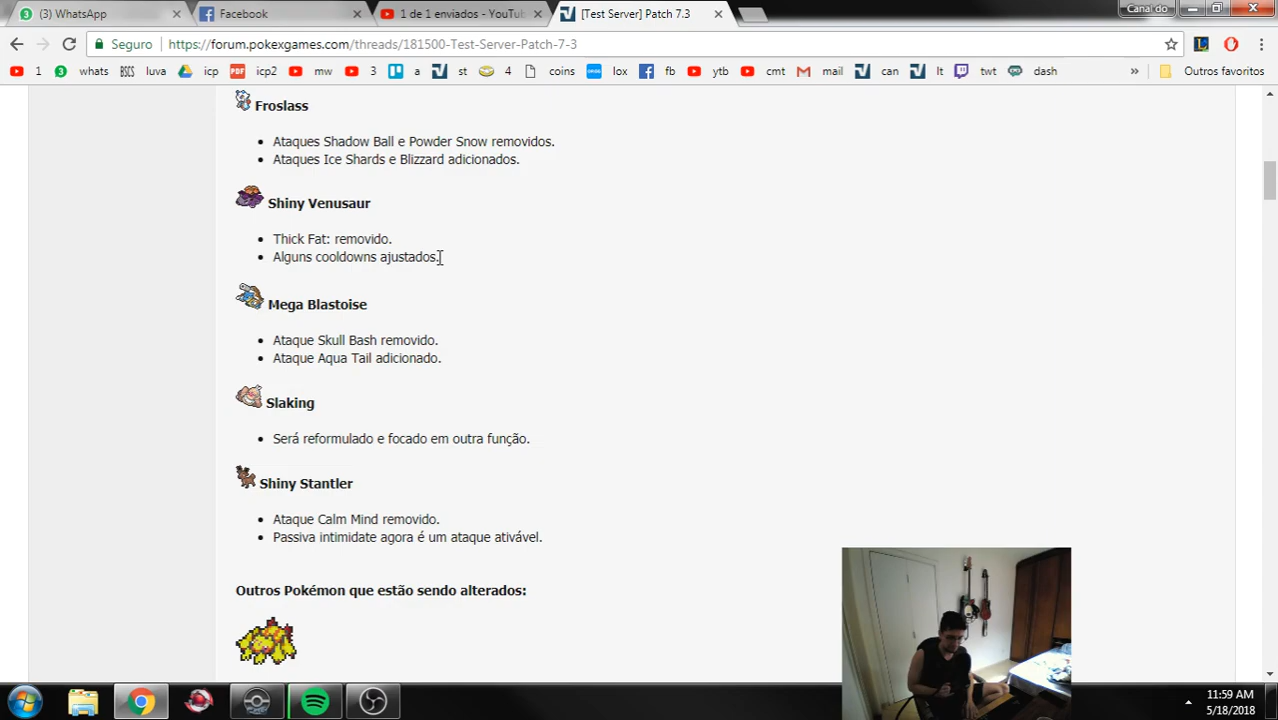 (3) WhatsApp
Facebook
1 de 1 enviados - YouTu
[Test Server] Patch 7.3
Canal do
Seguro
https://forum.pokexgames.com/threads/181500-Test-Server-Patch-7-3
1
whats
luva
icp
icp2
mw
3
a
st
4
coins
lox
fb
ytb
cmt
mail
can
lt
twt
dash
»
Outros favoritos
Froslass
• Ataques Shadow Ball e Powder Snow removidos.
• Ataques Ice Shards e Blizzard adicionados.
Shiny Venusaur
• Thick Fat: removido.
• Alguns cooldowns ajustados.
Mega Blastoise
• Ataque Skull Bash removido.
• Ataque Aqua Tail adicionado.
Slaking
• Será reformulado e focado em outra função.
Shiny Stantler
• Ataque Calm Mind removido.
• Passiva intimidate agora é um ataque ativável.
Outros Pokémon que estão sendo alterados:
11:59 AM
5/18/2018